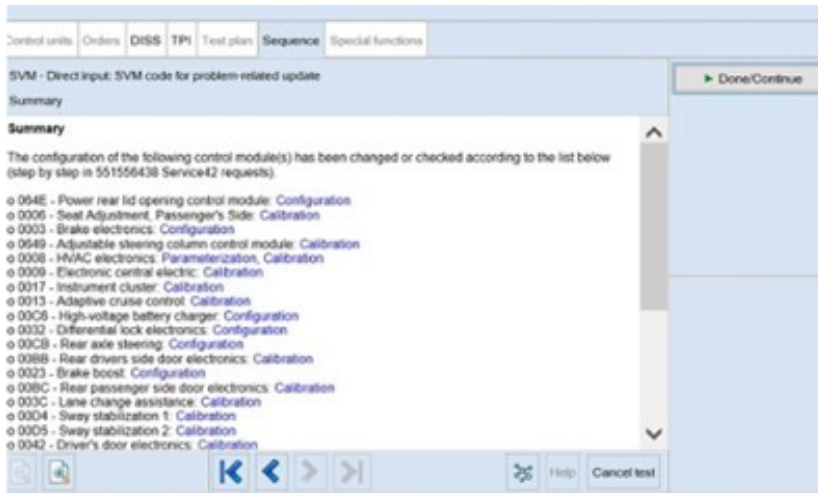 Control units Orders DISS TPI Test plan Sequence Special functions
SVM - Direct input: SVM code for problem-related update
Done/Continue
Summary
Summary
The configuration of the following control module(s) has been changed or checked according to the list below
(step by step in 551556438 Service42 requests).
o 064E - Power rear lid opening control module: Configuration
o 0006 - Seat Adjustment, Passenger's Side: Calibration
o 0003 - Brake electronics: Configuration
o 0649 - Adjustable steering column control module: Calibration
o 0008 - HVAC electronics: Parameterization, Calibration
o 0009 - Electronic central electric: Calibration
o 0017 - Instrument cluster: Calibration
o 0013 - Adaptive cruise control: Calibration
o 00C6 - High-voltage battery charger: Configuration
o 0032 - Differential lock electronics: Configuration
o 00CB - Rear axle steering: Configuration
o 00BB - Rear drivers side door electronics: Calibration
o 0023 - Brake boost: Configuration
o 00BC - Rear passenger side door electronics: Calibration
o 003C - Lane change assistance: Calibration
o 00D4 - Sway stabilization 1: Calibration
o 00D5 - Sway stabilization 2: Calibration
o 0042 - Driver's door electronics: Calibration
Help Cancel test